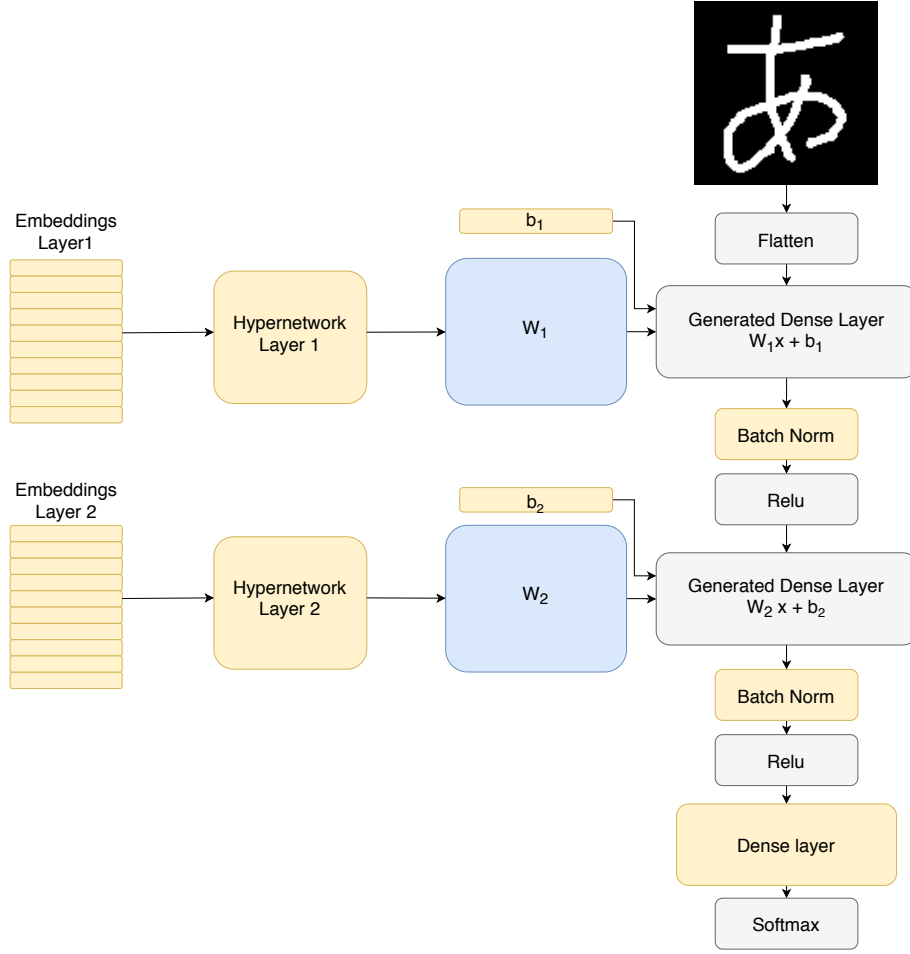 あ
Flatten
Embeddings
Layer1
b₁
Hypernetwork
Layer 1
W₁
Generated Dense Layer
W₁x + b₁
Batch Norm
Relu
Embeddings
Layer 2
b₂
Hypernetwork
Layer 2
W₂
Generated Dense Layer
W₂ x + b₂
Batch Norm
Relu
Dense layer
Softmax